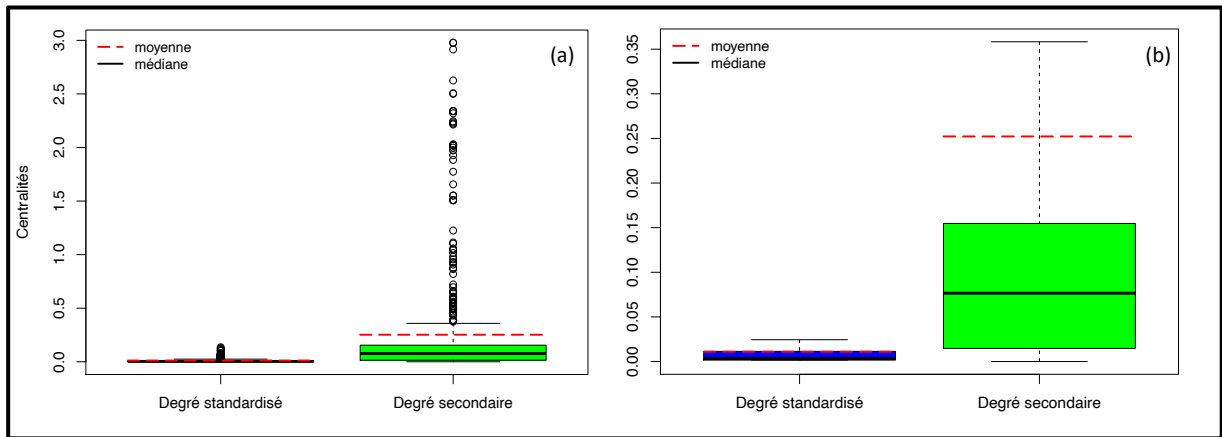 moyenne
médiane
(a)
Centralités
3.0
2.5
2.0
1.5
1.0
0.5
0.0
Degré standardisé
Degré secondaire
moyenne
médiane
(b)
0.35
0.30
0.25
0.20
0.15
0.10
0.05
0.00
Degré standardisé
Degré secondaire